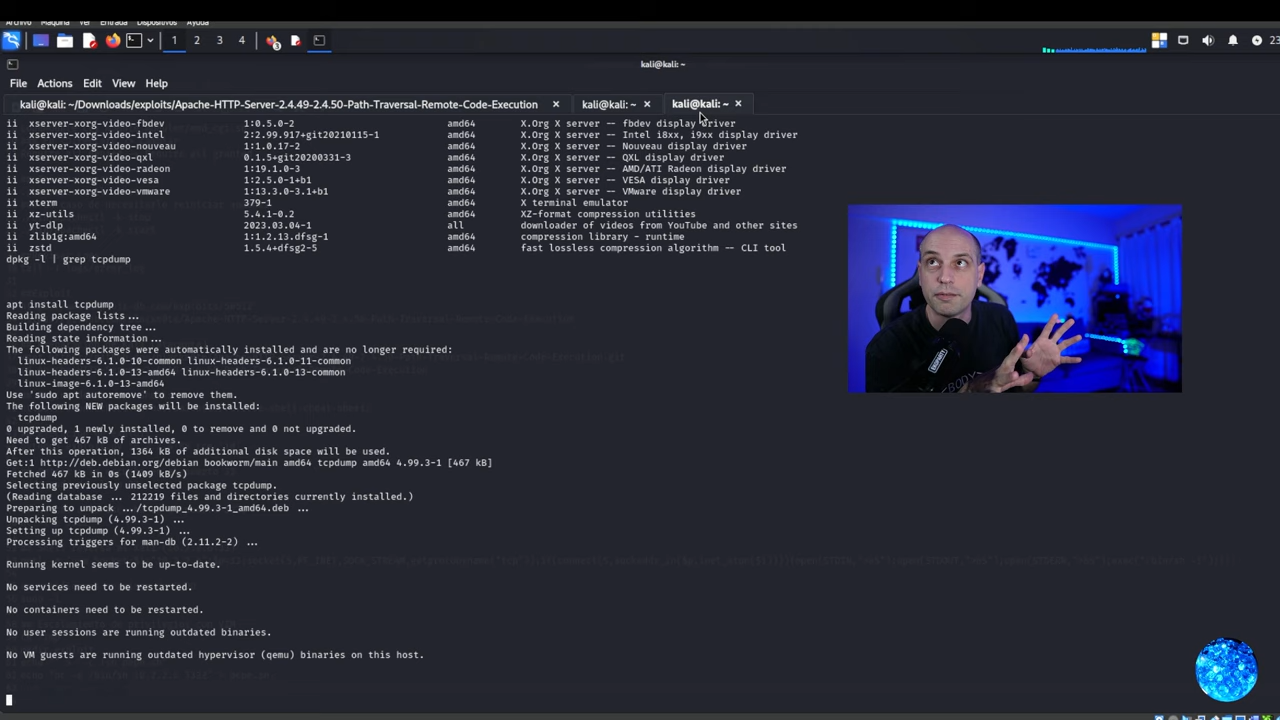 Archivo Máquina Ver Entrada Dispositivos Ayuda
1 2 3 4
kali@kali: ~
File Actions Edit View Help
kali@kali: ~/Downloads/exploits/Apache-HTTP-Server-2.4.49-2.4.50-Path-Traversal-Remote-Code-Execution × kali@kali: ~ × kali@kali: ~ ×
ii xserver-xorg-video-fbdev 1:0.5.0-2 amd64 X.Org X server -- fbdev display driver
ii xserver-xorg-video-intel 2:2.99.917+git20210115-1 amd64 X.Org X server -- Intel i8xx, i9xx display driver
ii xserver-xorg-video-nouveau 1:1.0.17-2 amd64 X.Org X server -- Nouveau display driver
ii xserver-xorg-video-qxl 0.1.5+git20200331-3 amd64 X.Org X server -- QXL display driver
ii xserver-xorg-video-radeon 1:19.1.0-3 amd64 X.Org X server -- AMD/ATI Radeon display driver
ii xserver-xorg-video-vesa 1:2.5.0-1+b1 amd64 X.Org X server -- VESA display driver
ii xserver-xorg-video-vmware 1:13.3.0-3.1+b1 amd64 X.Org X server -- VMware display driver
ii xterm 379-1 amd64 X terminal emulator
ii xz-utils 5.4.1-0.2 amd64 XZ-format compression utilities
ii yt-dlp 2023.03.04-1 all downloader of videos from YouTube and other sites
ii zlib1g:amd64 1:1.2.13.dfsg-1 amd64 compression library - runtime
ii zstd 1.5.4+dfsg2-5 amd64 fast lossless compression algorithm -- CLI tool
dpkg -l | grep tcpdump
apt install tcpdump
Reading package lists...
Building dependency tree...
Reading state information...
The following packages were automatically installed and are no longer required:
linux-headers-6.1.0-10-common linux-headers-6.1.0-11-common
linux-headers-6.1.0-13-amd64 linux-headers-6.1.0-13-common
linux-image-6.1.0-13-amd64
Use 'sudo apt autoremove' to remove them.
The following NEW packages will be installed:
tcpdump
0 upgraded, 1 newly installed, 0 to remove and 0 not upgraded.
Need to get 467 kB of archives.
After this operation, 1364 kB of additional disk space will be used.
Get:1 http://deb.debian.org/debian bookworm/main amd64 tcpdump amd64 4.99.3-1 [467 kB]
Fetched 467 kB in 0s (1409 kB/s)
Selecting previously unselected package tcpdump.
(Reading database ... 212219 files and directories currently installed.)
Preparing to unpack .../tcpdump_4.99.3-1_amd64.deb ...
Unpacking tcpdump (4.99.3-1) ...
Setting up tcpdump (4.99.3-1) ...
Processing triggers for man-db (2.11.2-2) ...
Running kernel seems to be up-to-date.
No services need to be restarted.
No containers need to be restarted.
No user sessions are running outdated binaries.
No VM guests are running outdated hypervisor (qemu) binaries on this host.